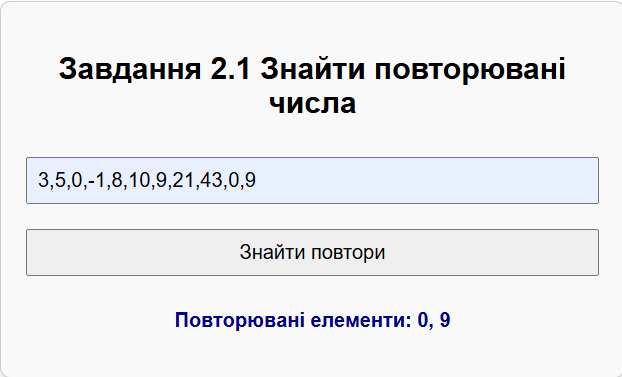 Завдання 2.1 Знайти повторювані
числа
3,5,0,-1,8,10,9,21,43,0,9
Знайти повтори
Повторювані елементи: 0, 9